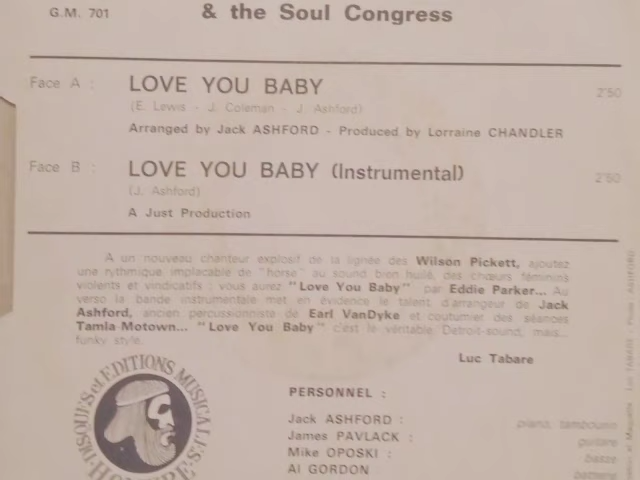 G.M. 701
& the Soul Congress
Face A :
LOVE YOU BABY
2'50
(E. Lewis - J. Coleman - J. Ashford)
Arranged by Jack ASHFORD - Produced by Lorraine CHANDLER
Face B :
LOVE YOU BABY (Instrumental)
2'50
(J. Ashford)
A Just Production
A un nouveau chanteur explosif de la lignée des Wilson Pickett, ajoutez
une rythmique implacable de "horse" au sound bien huilé, des chœurs féminins
violents et vindicatifs : vous aurez "Love You Baby" par Eddie Parker... Au
verso la bande instrumentale met en évidence le talent d'arrangeur de Jack
Ashford, ancien percussionniste de Earl VanDyke et coutumier des séances
Tamla-Motown... "Love You Baby" c'est le véritable Detroit-sound, mais...
funky style.
Luc Tabare
DISQUES et EDITIONS MUSICALES
PERSONNEL :
Jack ASHFORD :
piano, tambourin
James PAVLACK :
guitare
Mike OPOSKI :
basse
Al GORDON
batterie